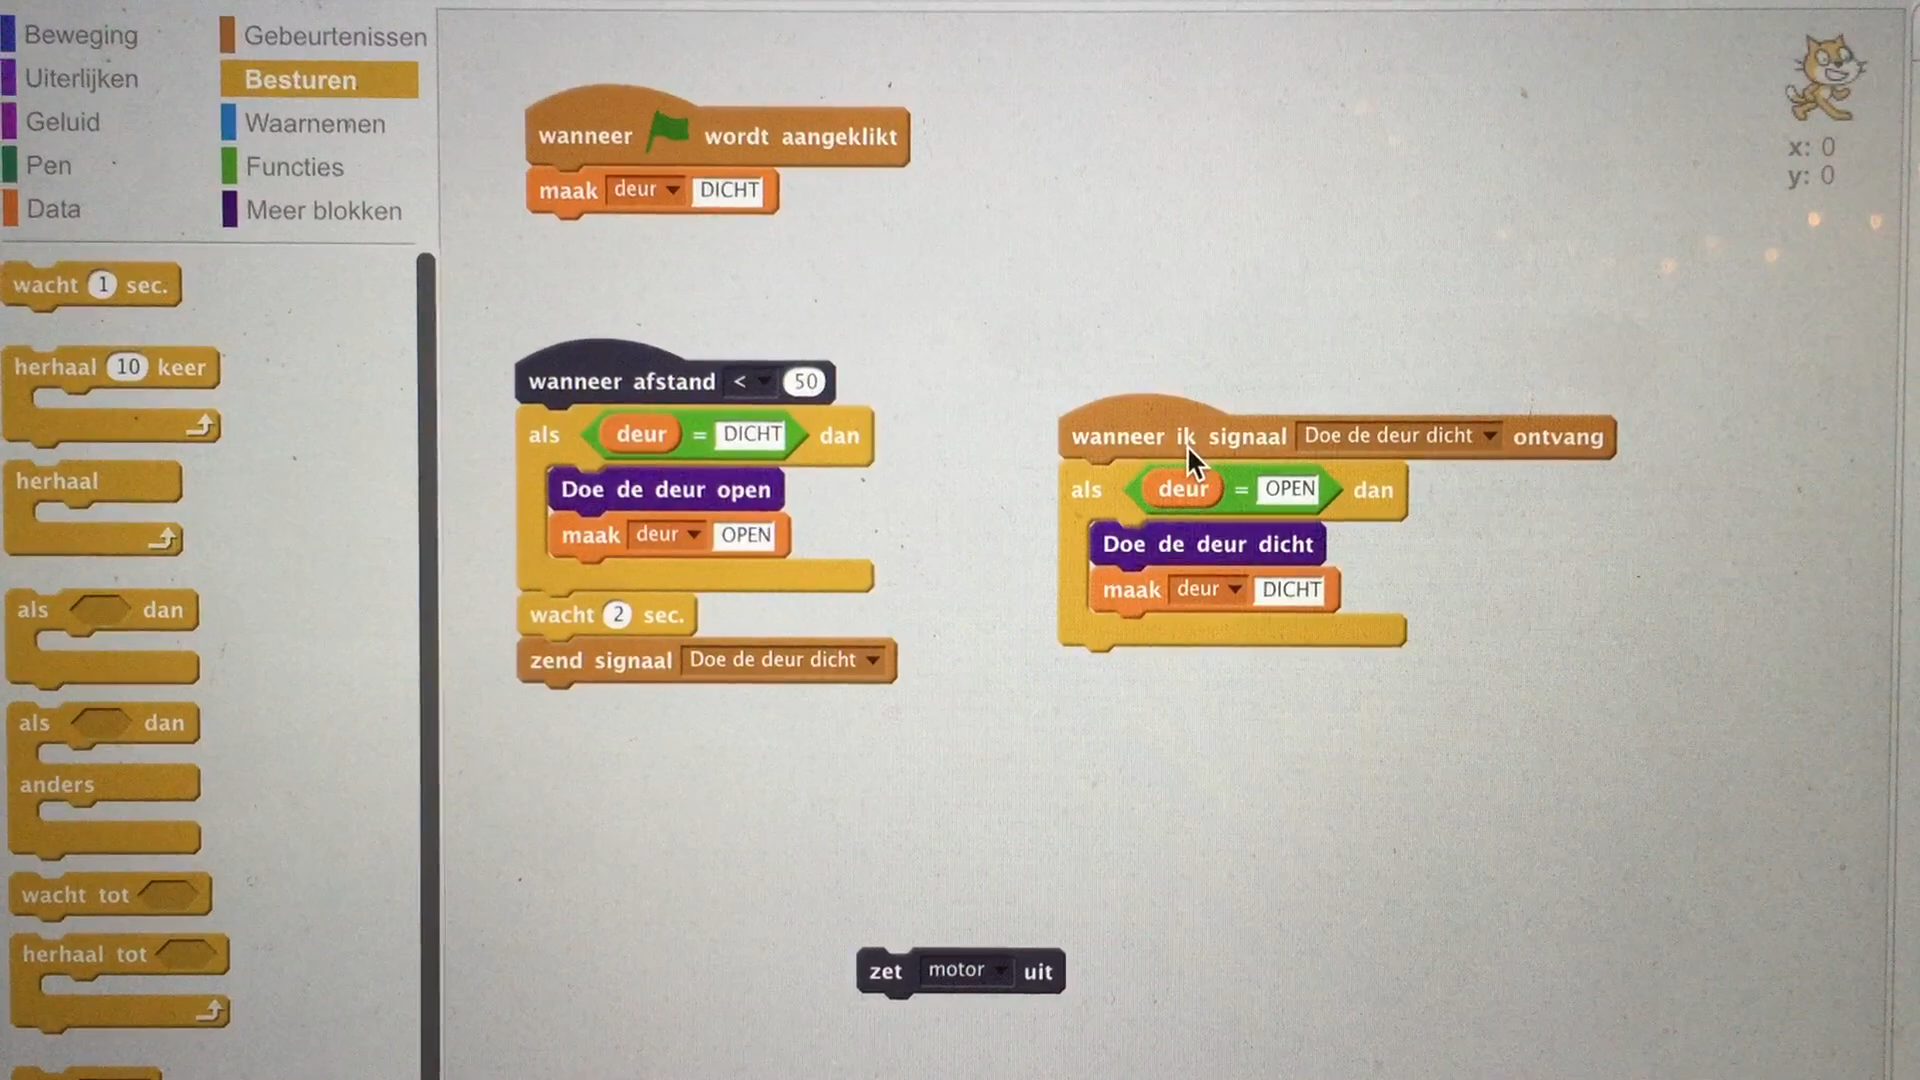 Beweging
Gebeurtenissen
Uiterlijken
Besturen
Geluid
Waarnemen
Pen
Functies
Data
Meer blokken
wacht 1 sec.
herhaal 10 keer
herhaal
als dan
als dan
anders
wacht tot
herhaal tot
wanneer wordt aangeklikt
maak deur DICHT
wanneer afstand < 50
als deur = DICHT dan
Doe de deur open
maak deur OPEN
wacht 2 sec.
zend signaal Doe de deur dicht
wanneer ik signaal Doe de deur dicht ontvang
als deur = OPEN dan
Doe de deur dicht
maak deur DICHT
zet motor uit
x: 0
y: 0